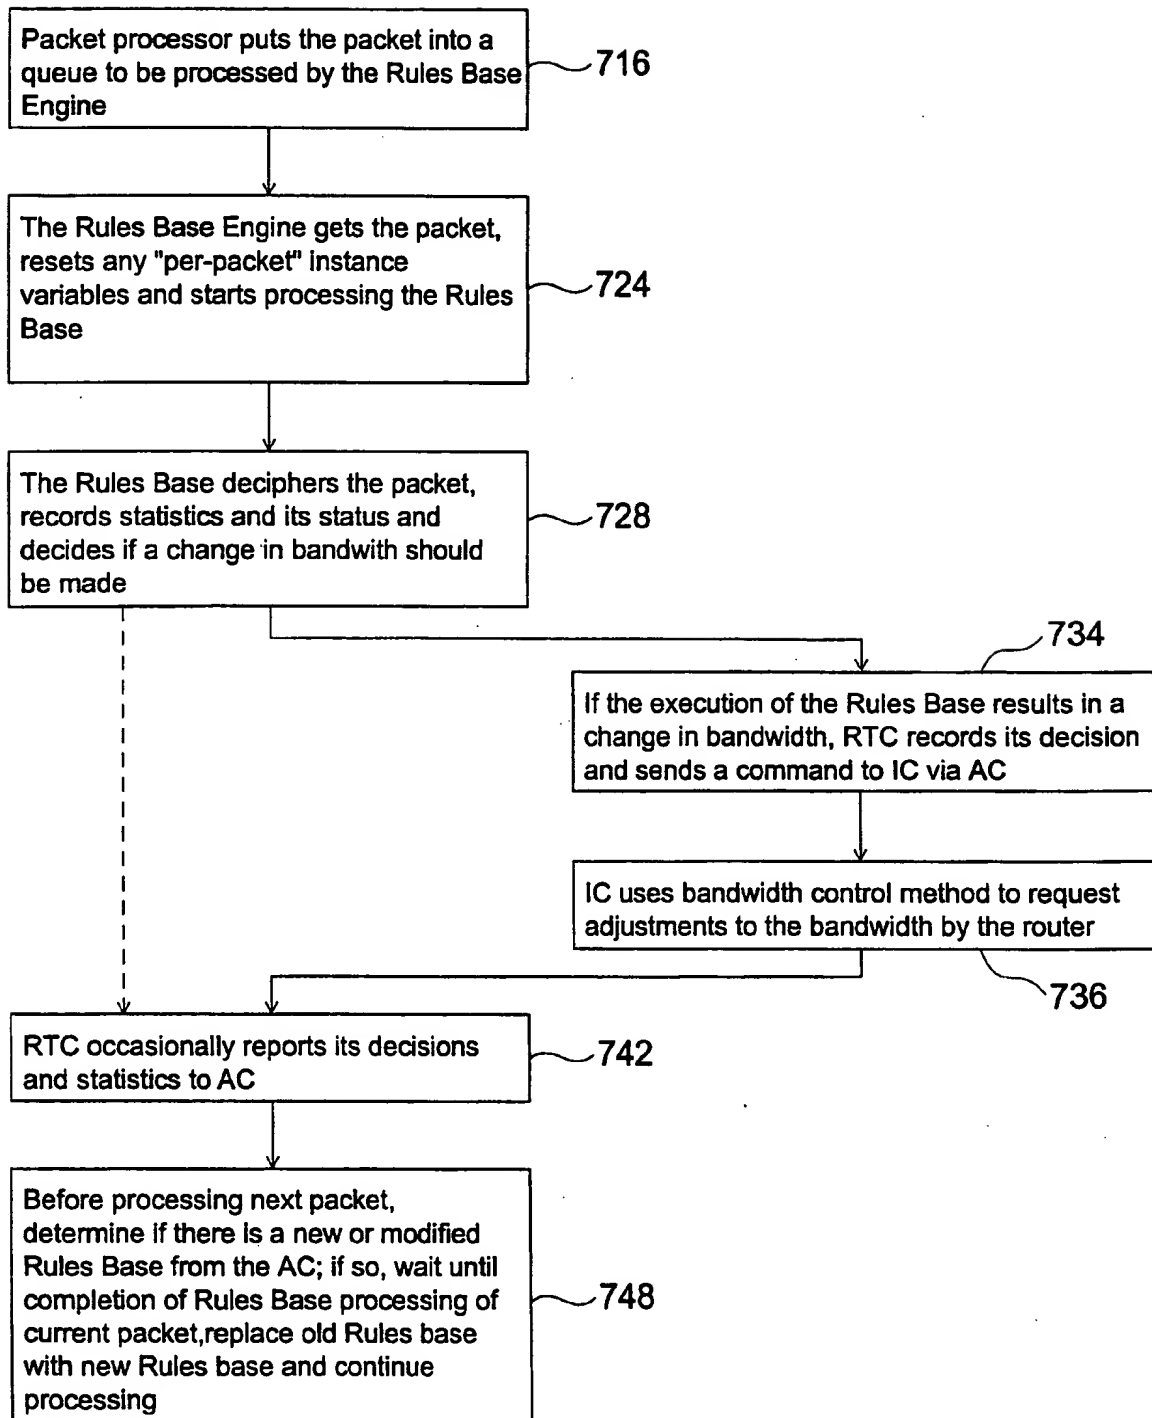 Packet processor puts the packet into a
queue to be processed by the Rules Base
Engine
716
The Rules Base Engine gets the packet,
resets any "per-packet" instance
variables and starts processing the Rules
Base
724
The Rules Base deciphers the packet,
records statistics and its status and
decides if a change in bandwith should
be made
728
734
If the execution of the Rules Base results in a
change in bandwidth, RTC records its decision
and sends a command to IC via AC
IC uses bandwidth control method to request
adjustments to the bandwidth by the router
736
RTC occasionally reports its decisions
and statistics to AC
742
Before processing next packet,
determine if there is a new or modified
Rules Base from the AC; if so, wait until
completion of Rules Base processing of
current packet,replace old Rules base
with new Rules base and continue
processing
748